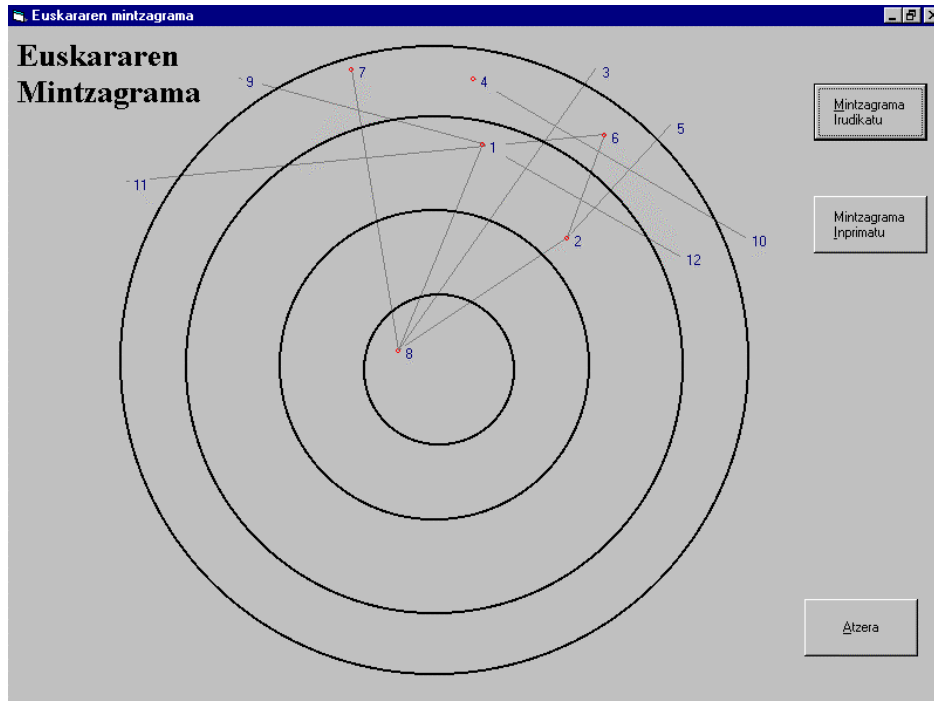 Euskararen mintzagrama
Euskararen
Mintzagrama
7
4
3
9
1
6
5
11
2
10
12
8
Mintzagrama
Irudikatu
Mintzagrama
Inprimatu
Atzera